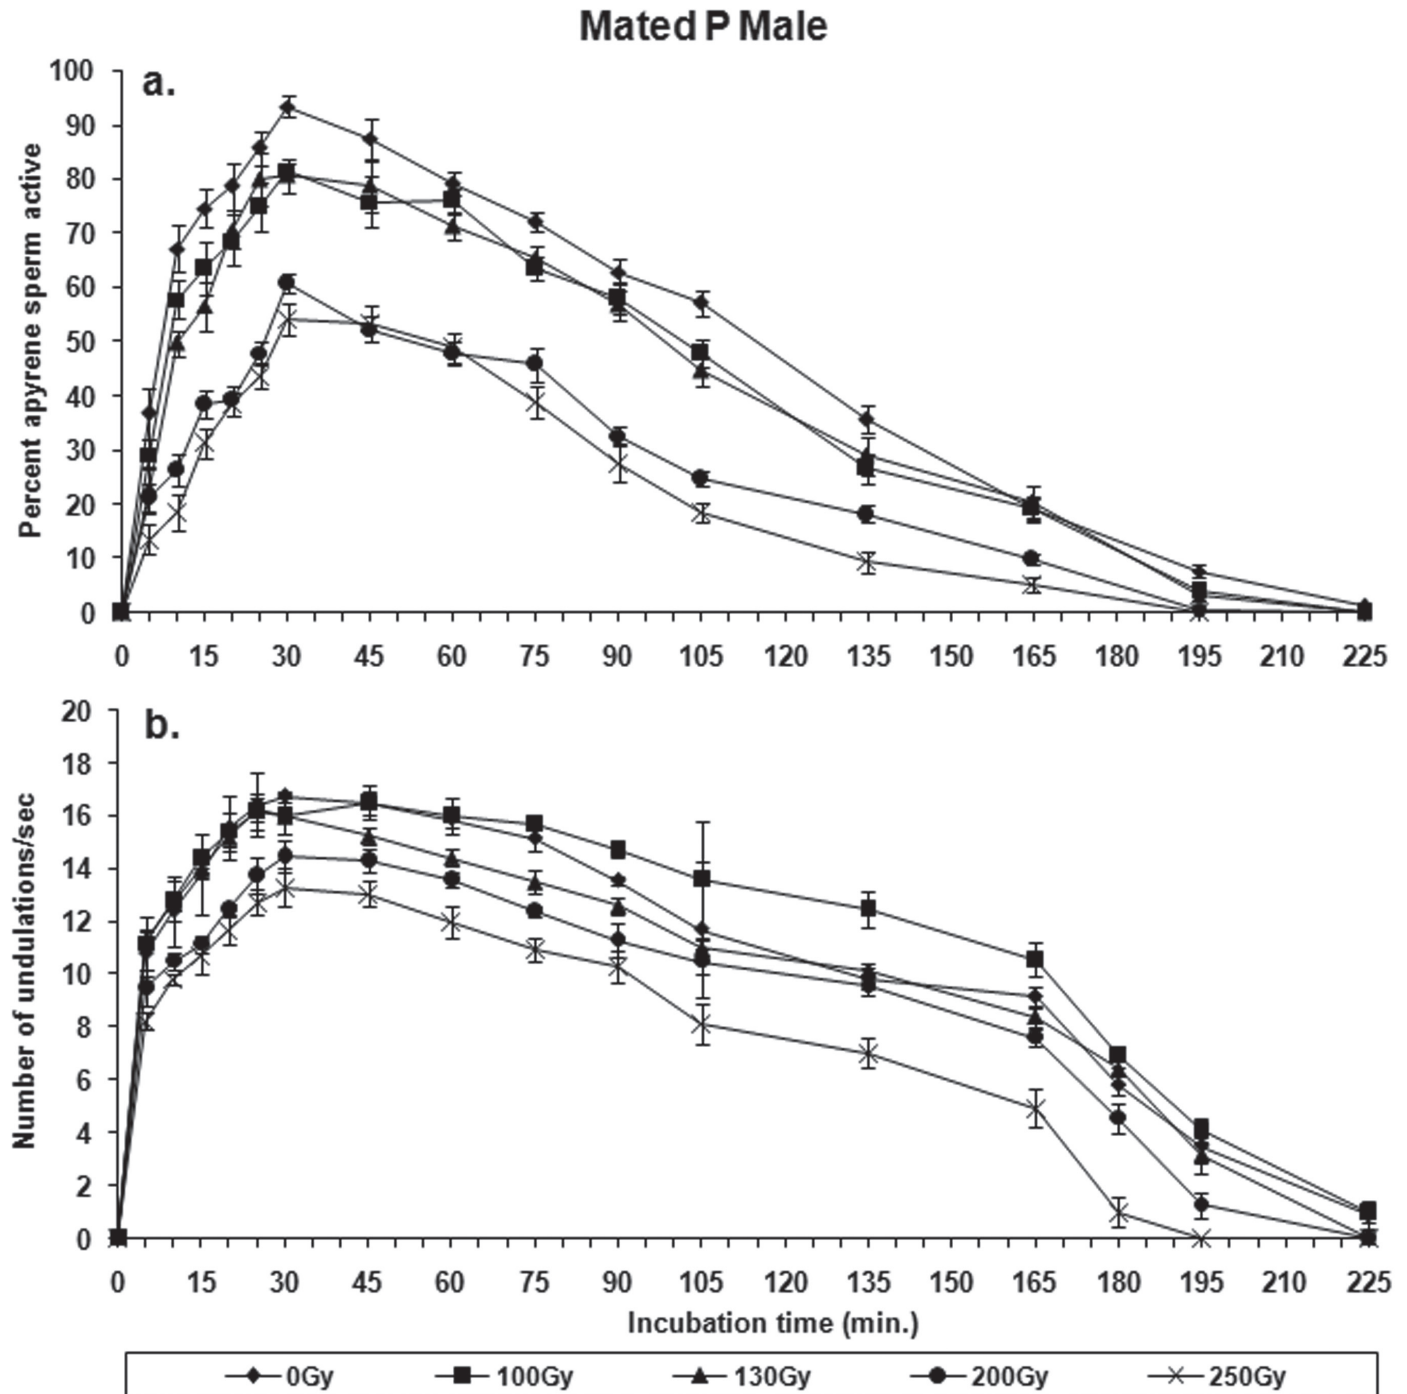 Mated P Male
a.
Percent apyrene sperm active
100
90
80
70
60
50
40
30
20
10
0
0 15 30 45 60 75 90 105 135 150 165 180 195 210 225
b.
Number of undulations/sec
20
18
16
14
12
10
8
6
4
2
0
0 15 30 45 60 75 90 105 120 135 150 165 180 195 210 225
Incubation time (min.)
0Gy 100Gy 130Gy 200Gy 250Gy